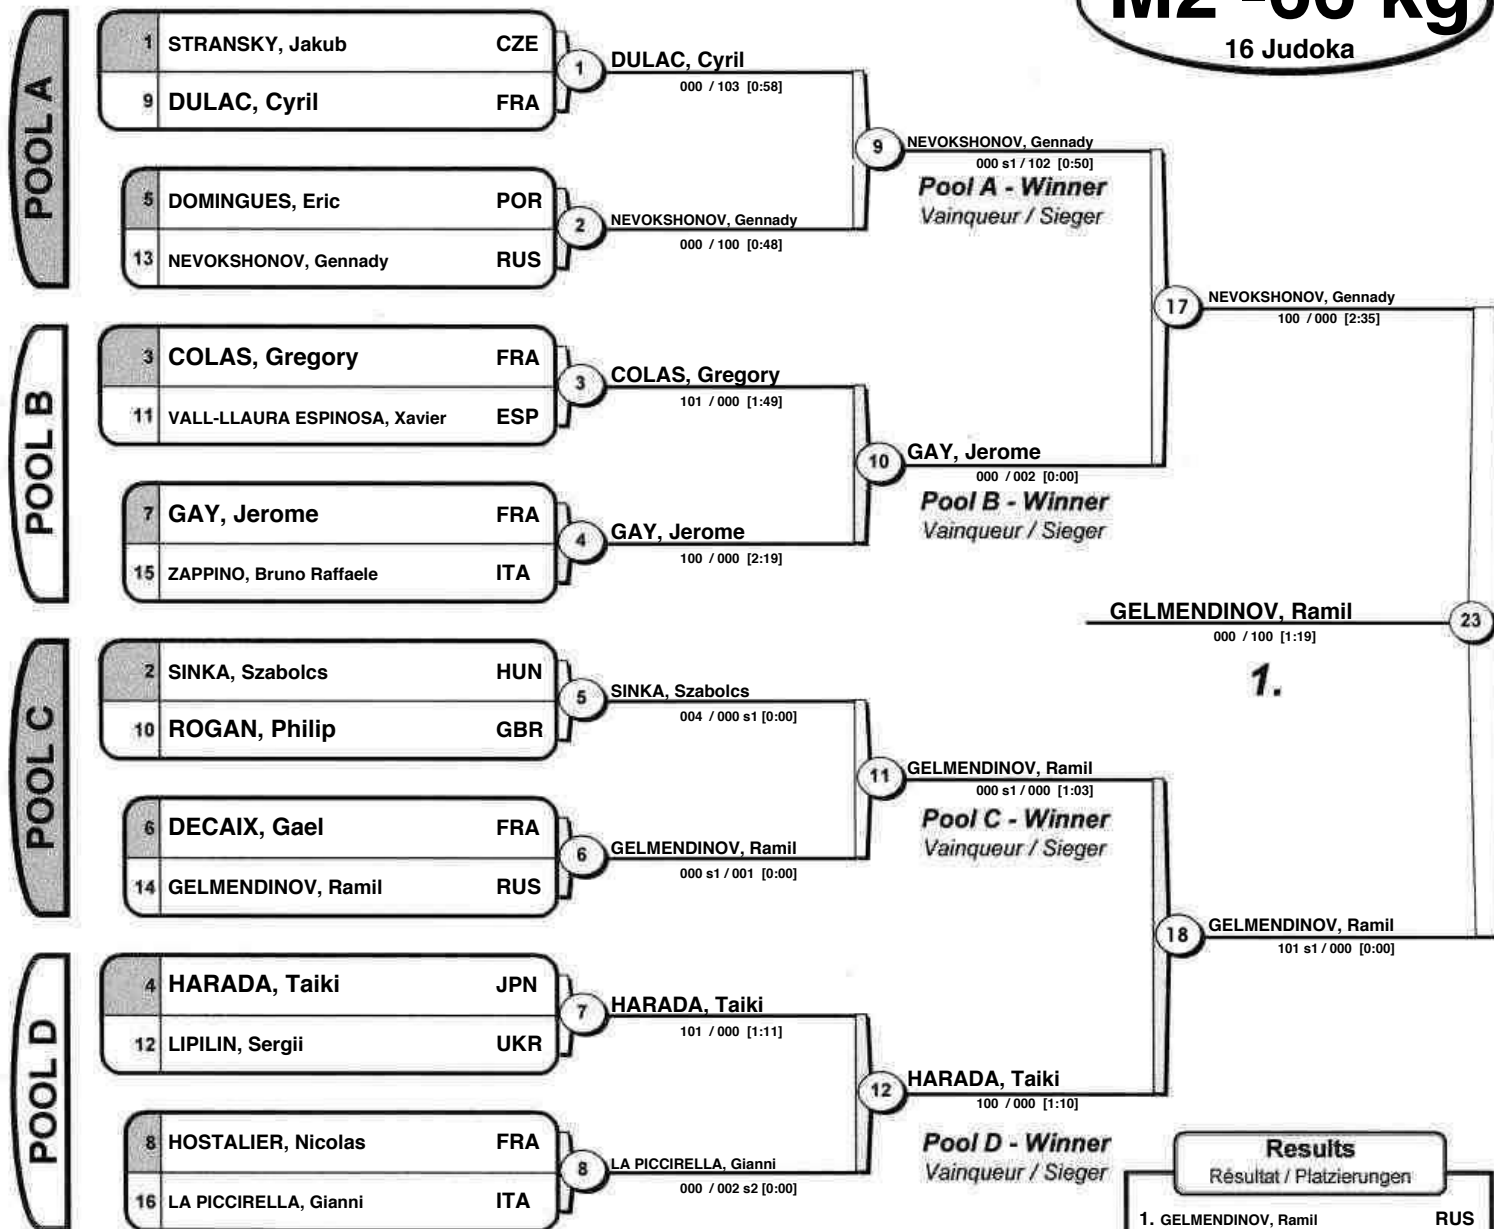 M2 -66 kg
16 Judoka
POOL A
1 STRANSKY, Jakub CZE
9 DULAC, Cyril FRA
5 DOMINGUES, Eric POR
13 NEVOKSHONOV, Gennady RUS
1 DULAC, Cyril
000 / 103 [0:58]
2 NEVOKSHONOV, Gennady
000 / 100 [0:48]
9 NEVOKSHONOV, Gennady
000 s1 / 102 [0:50]
Pool A - Winner
Vainqueur / Sieger
POOL B
3 COLAS, Gregory FRA
11 VALL-LLAURA ESPINOSA, Xavier ESP
7 GAY, Jerome FRA
15 ZAPPINO, Bruno Raffaele ITA
3 COLAS, Gregory
101 / 000 [1:49]
4 GAY, Jerome
100 / 000 [2:19]
10 GAY, Jerome
000 / 002 [0:00]
Pool B - Winner
Vainqueur / Sieger
17 NEVOKSHONOV, Gennady
100 / 000 [2:35]
GELMENDINOV, Ramil 23
000 / 100 [1:19]
1.
POOL C
2 SINKA, Szabolcs HUN
10 ROGAN, Philip GBR
6 DECAIX, Gael FRA
14 GELMENDINOV, Ramil RUS
5 SINKA, Szabolcs
004 / 000 s1 [0:00]
6 GELMENDINOV, Ramil
000 s1 / 001 [0:00]
11 GELMENDINOV, Ramil
000 s1 / 000 [1:03]
Pool C - Winner
Vainqueur / Sieger
POOL D
4 HARADA, Taiki JPN
12 LIPILIN, Sergii UKR
8 HOSTALIER, Nicolas FRA
16 LA PICCIRELLA, Gianni ITA
7 HARADA, Taiki
101 / 000 [1:11]
8 LA PICCIRELLA, Gianni
000 / 002 s2 [0:00]
12 HARADA, Taiki
100 / 000 [1:10]
Pool D - Winner
Vainqueur / Sieger
18 GELMENDINOV, Ramil
101 s1 / 000 [0:00]
Results
Résultat / Platzierungen
1. GELMENDINOV, Ramil RUS